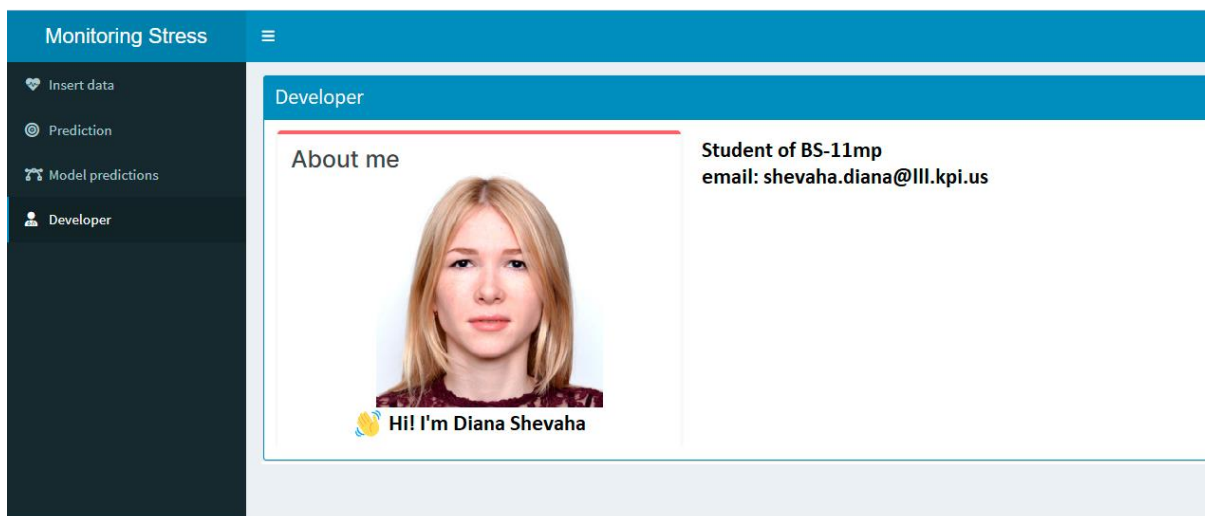 Monitoring Stress
Insert data
Prediction
Model predictions
Developer
Developer
About me
Hi! I'm Diana Shevaha
Student of BS-11mp
email: shevaha.diana@lll.kpi.us